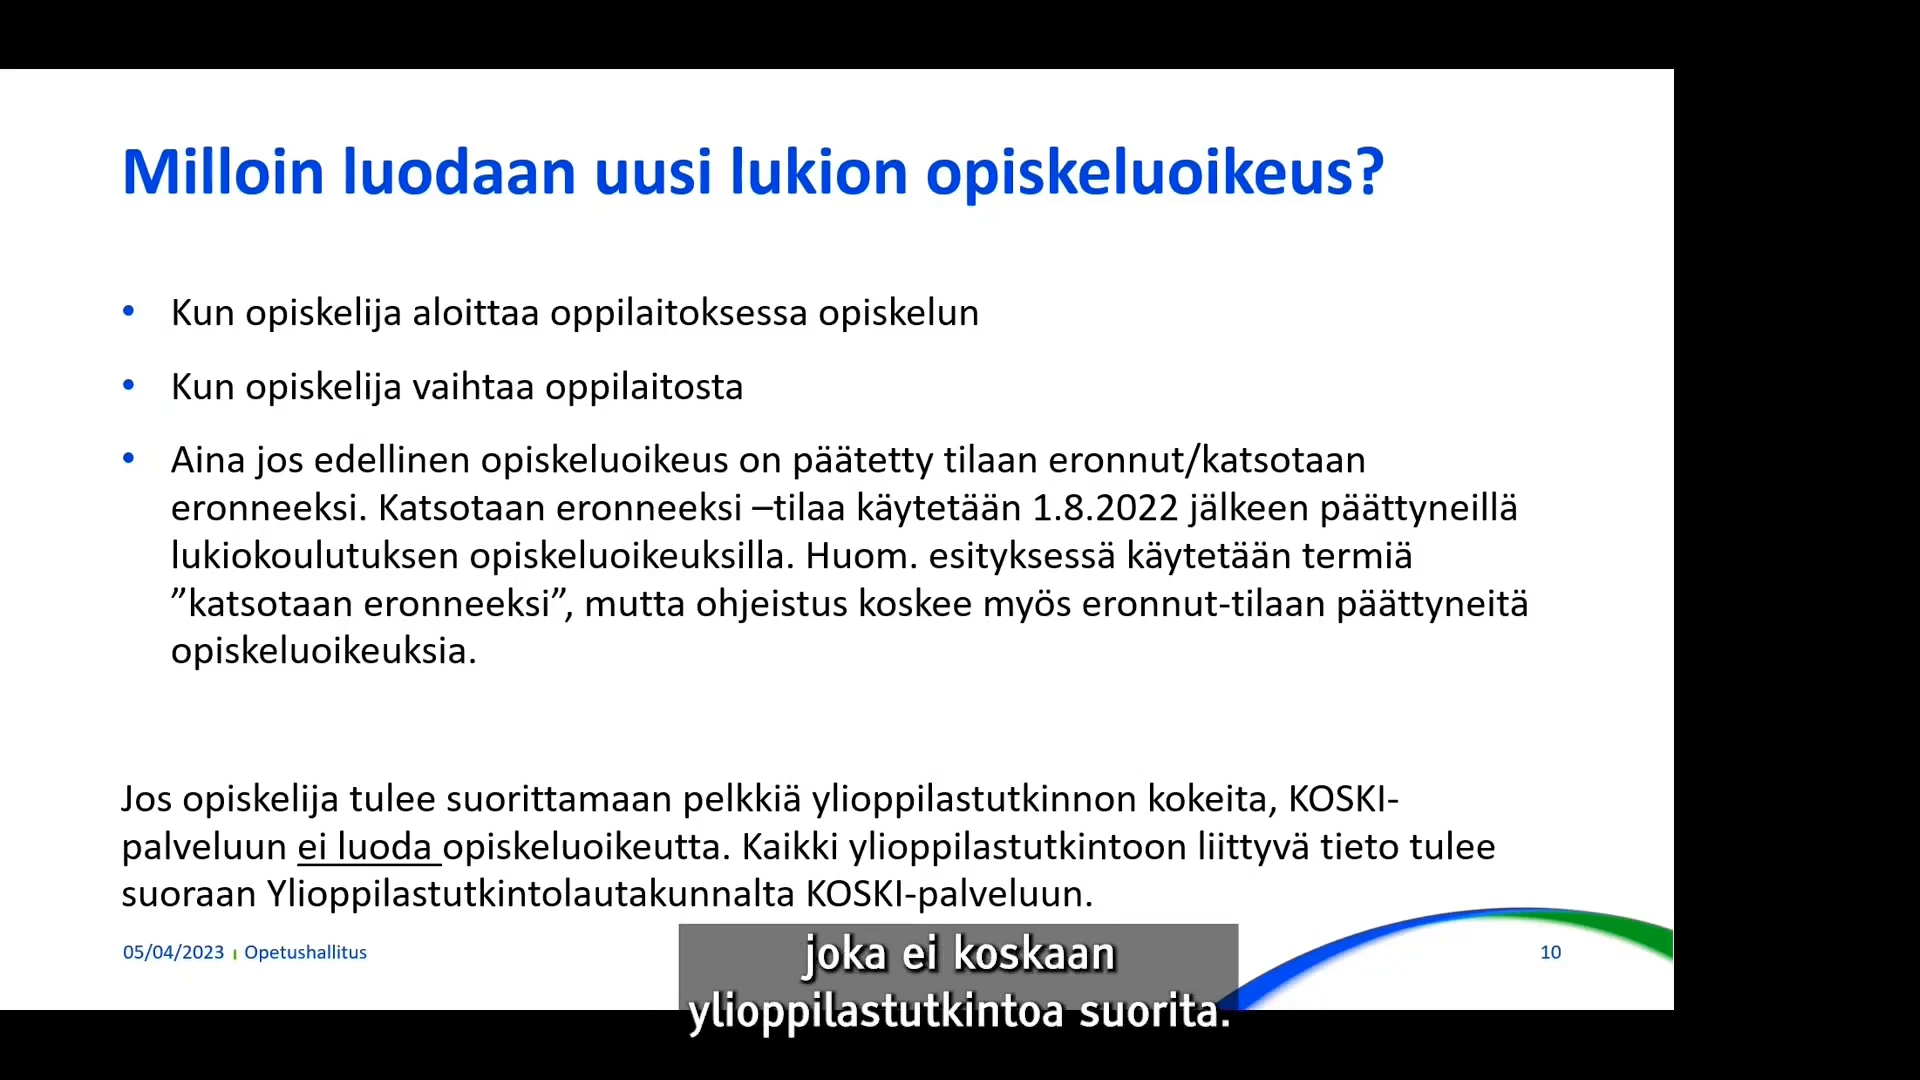 Milloin luodaan uusi lukion opiskeluoikeus?
• Kun opiskelija aloittaa oppilaitoksessa opiskelun
• Kun opiskelija vaihtaa oppilaitosta
• Aina jos edellinen opiskeluoikeus on päätetty tilaan eronnut/katsotaan
eronneeksi. Katsotaan eronneeksi –tilaa käytetään 1.8.2022 jälkeen päättyneillä
lukiokoulutuksen opiskeluoikeuksilla. Huom. esityksessä käytetään termiä
”katsotaan eronneeksi”, mutta ohjeistus koskee myös eronnut-tilaan päättyneitä
opiskeluoikeuksia.
Jos opiskelija tulee suorittamaan pelkkiä ylioppilastutkinnon kokeita, KOSKI-
palveluun ei luoda opiskeluoikeutta. Kaikki ylioppilastutkintoon liittyvä tieto tulee
suoraan Ylioppilastutkintolautakunnalta KOSKI-palveluun.
05/04/2023 | Opetushallitus
10
joka ei koskaan
ylioppilastutkintoa suorita.